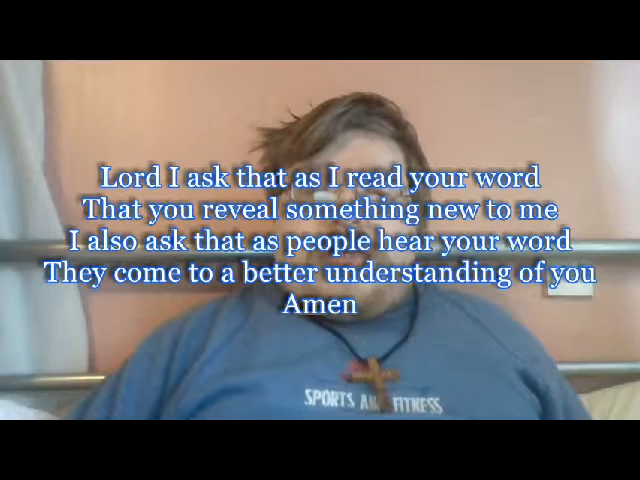 Lord I ask that as I read your word
That you reveal something new to me
I also ask that as people hear your word
They come to a better understanding of you
Amen
SPORTS AND FITNESS